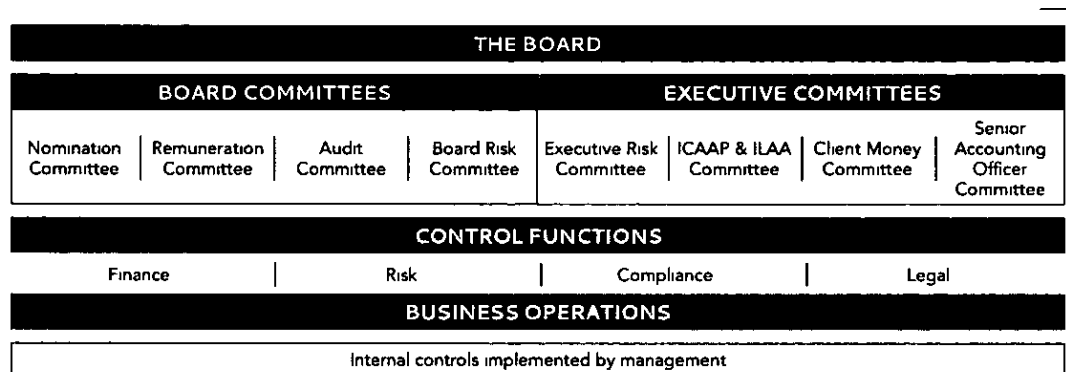 THE BOARD
BOARD COMMITTEES
EXECUTIVE COMMITTEES
Nomination
Committee
Remuneration
Committee
Audit
Committee
Board Risk
Committee
Executive Risk
Committee
ICAAP & ILAA
Committee
Client Money
Committee
Senior
Accounting
Officer
Committee
CONTROL FUNCTIONS
Finance
Risk
Compliance
Legal
BUSINESS OPERATIONS
Internal controls implemented by management